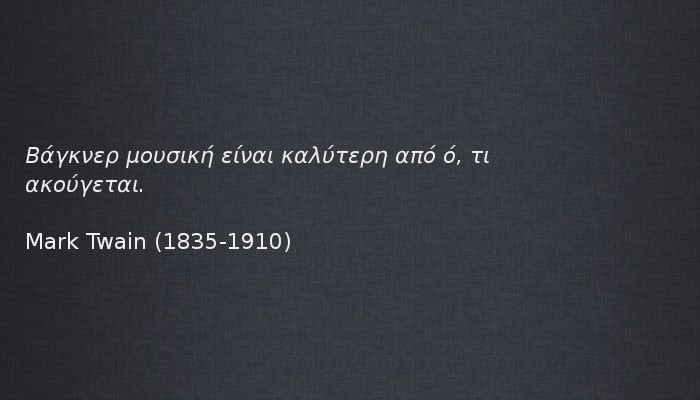 Βάγκνερ μουσική είναι καλύτερη από ό, τι
ακούγεται.
Mark Twain (1835-1910)